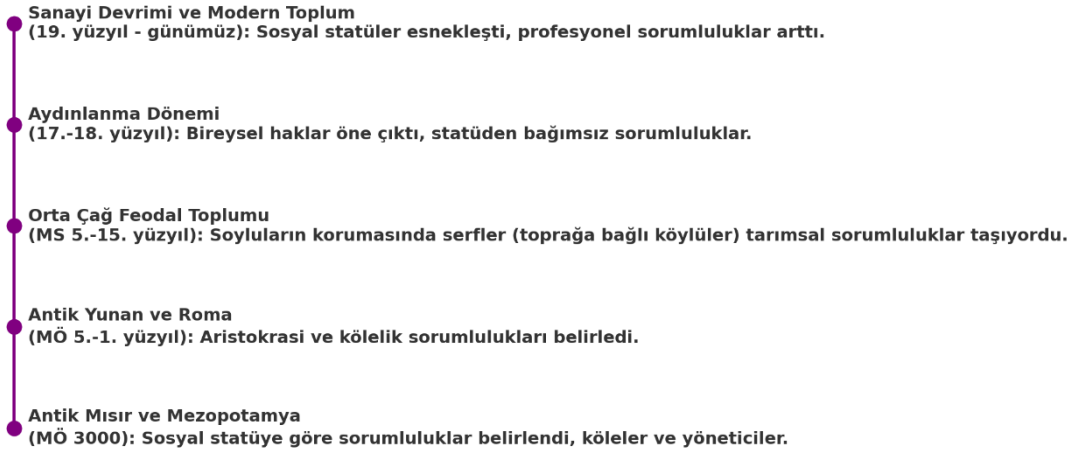 Sanayi Devrimi ve Modern Toplum
(19. yüzyıl - günümüz): Sosyal statüler esnekleşti, profesyonel sorumluluklar arttı.
Aydınlanma Dönemi
(17.-18. yüzyıl): Bireysel haklar öne çıktı, statüden bağımsız sorumluluklar.
Orta Çağ Feodal Toplumu
(MS 5.-15. yüzyıl): Soyluların korumasında serfler (toprağa bağlı köylüler) tarımsal sorumluluklar taşıyordu.
Antik Yunan ve Roma
(MÖ 5.-1. yüzyıl): Aristokrasi ve kölelik sorumlulukları belirledi.
Antik Mısır ve Mezopotamya
(MÖ 3000): Sosyal statüye göre sorumluluklar belirlendi, köleler ve yöneticiler.